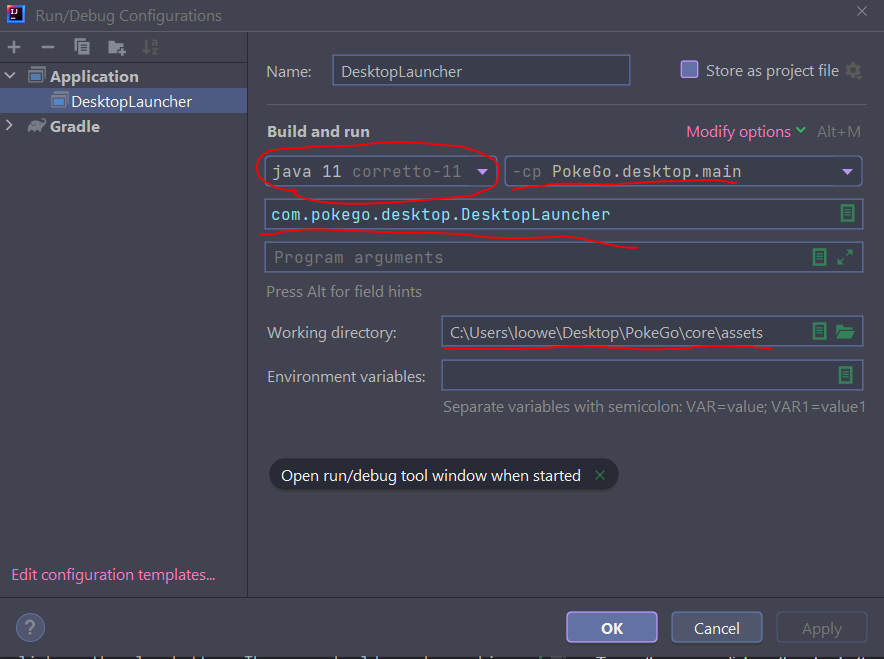 Run/Debug Configurations
Application
DesktopLauncher
Gradle
Edit configuration templates...
Name: DesktopLauncher Store as project file
Build and run Modify options Alt+M
java 11 corretto-11 -cp PokeGo.desktop.main
com.pokego.desktop.DesktopLauncher
Program arguments
Press Alt for field hints
Working directory: C:\Users\loowe\Desktop\PokeGo\core\assets
Environment variables:
Separate variables with semicolon: VAR=value; VAR1=value1
Open run/debug tool window when started ×
? OK Cancel Apply